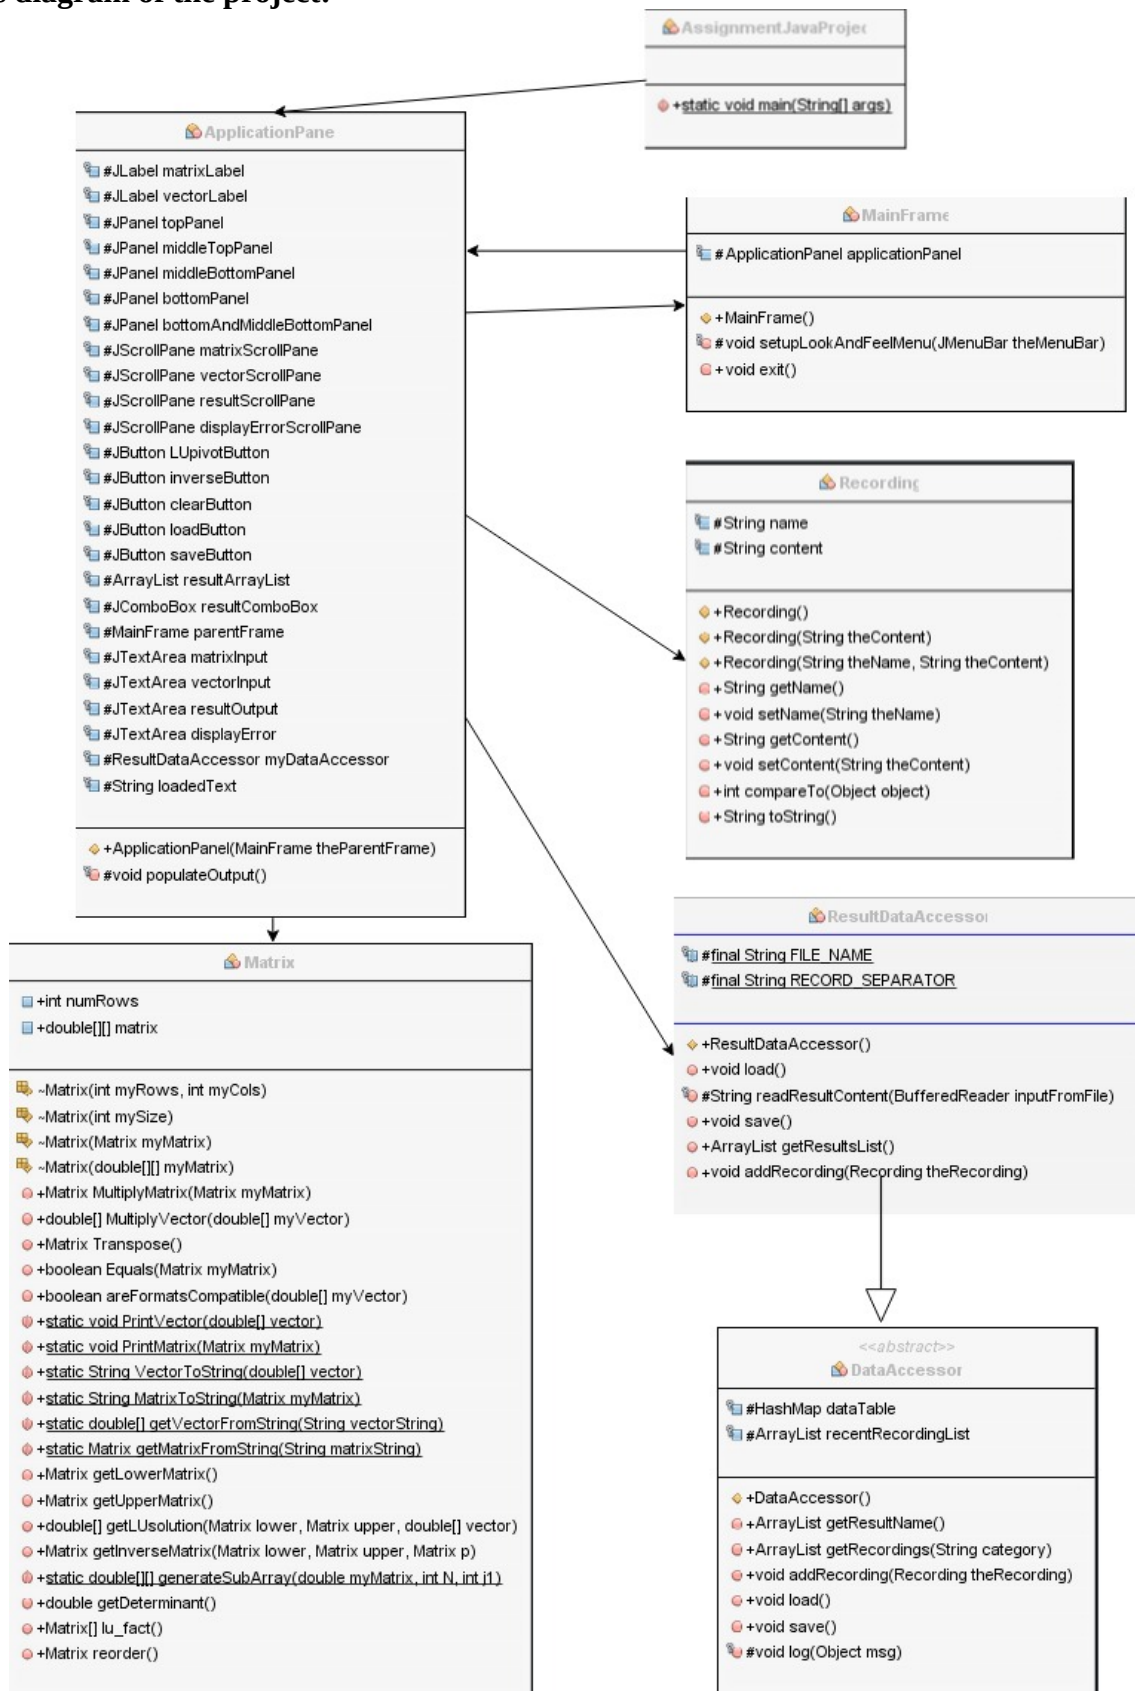 diagram of the project:
AssignmentJavaProjec
+static void main(String[] args)
ApplicationPane
#JLabel matrixLabel
#JLabel vectorLabel
#JPanel topPanel
#JPanel middleTopPanel
#JPanel middleBottomPanel
#JPanel bottomPanel
#JPanel bottomAndMiddleBottomPanel
#JScrollPane matrixScrollPane
#JScrollPane vectorScrollPane
#JScrollPane resultScrollPane
#JScrollPane displayErrorScrollPane
#JButton LUpivotButton
#JButton inverseButton
#JButton clearButton
#JButton loadButton
#JButton saveButton
#ArrayList resultArrayList
#JComboBox resultComboBox
#MainFrame parentFrame
#JTextArea matrixInput
#JTextArea vectorInput
#JTextArea resultOutput
#JTextArea displayError
#ResultDataAccessor myDataAccessor
#String loadedText
+ApplicationPanel(MainFrame theParentFrame)
#void populateOutput()
MainFrame
#ApplicationPanel applicationPanel
+MainFrame()
#void setupLookAndFeelMenu(JMenuBar theMenuBar)
+void exit()
Recording
#String name
#String content
+Recording()
+Recording(String theContent)
+Recording(String theName, String theContent)
+String getName()
+void setName(String theName)
+String getContent()
+void setContent(String theContent)
+int compareTo(Object object)
+String toString()
ResultDataAccessor
#final String FILE_NAME
#final String RECORD_SEPARATOR
+ResultDataAccessor()
+void load()
#String readResultContent(BufferedReader inputFromFile)
+void save()
+ArrayList getResultsList()
+void addRecording(Recording theRecording)
Matrix
+int numRows
+double[][] matrix
~Matrix(int myRows, int myCols)
~Matrix(int mySize)
~Matrix(Matrix myMatrix)
~Matrix(double[][] myMatrix)
+Matrix MultiplyMatrix(Matrix myMatrix)
+double[] MultiplyVector(double[] myVector)
+Matrix Transpose()
+boolean Equals(Matrix myMatrix)
+boolean areFormatsCompatible(double[] myVector)
+static void PrintVector(double[] vector)
+static void PrintMatrix(Matrix myMatrix)
+static String VectorToString(double[] vector)
+static String MatrixToString(Matrix myMatrix)
+static double[] getVectorFromString(String vectorString)
+static Matrix getMatrixFromString(String matrixString)
+Matrix getLowerMatrix()
+Matrix getUpperMatrix()
+double[] getLUsolution(Matrix lower, Matrix upper, double[] vector)
+Matrix getInverseMatrix(Matrix lower, Matrix upper, Matrix p)
+static double[][] generateSubArray(double myMatrix, int N, int j1)
+double getDeterminant()
+Matrix[] lu_fact()
+Matrix reorder()
<<abstract>>
DataAccessor
#HashMap dataTable
#ArrayList recentRecordingList
+DataAccessor()
+ArrayList getResultName()
+ArrayList getRecordings(String category)
+void addRecording(Recording theRecording)
+void load()
+void save()
#void log(Object msg)